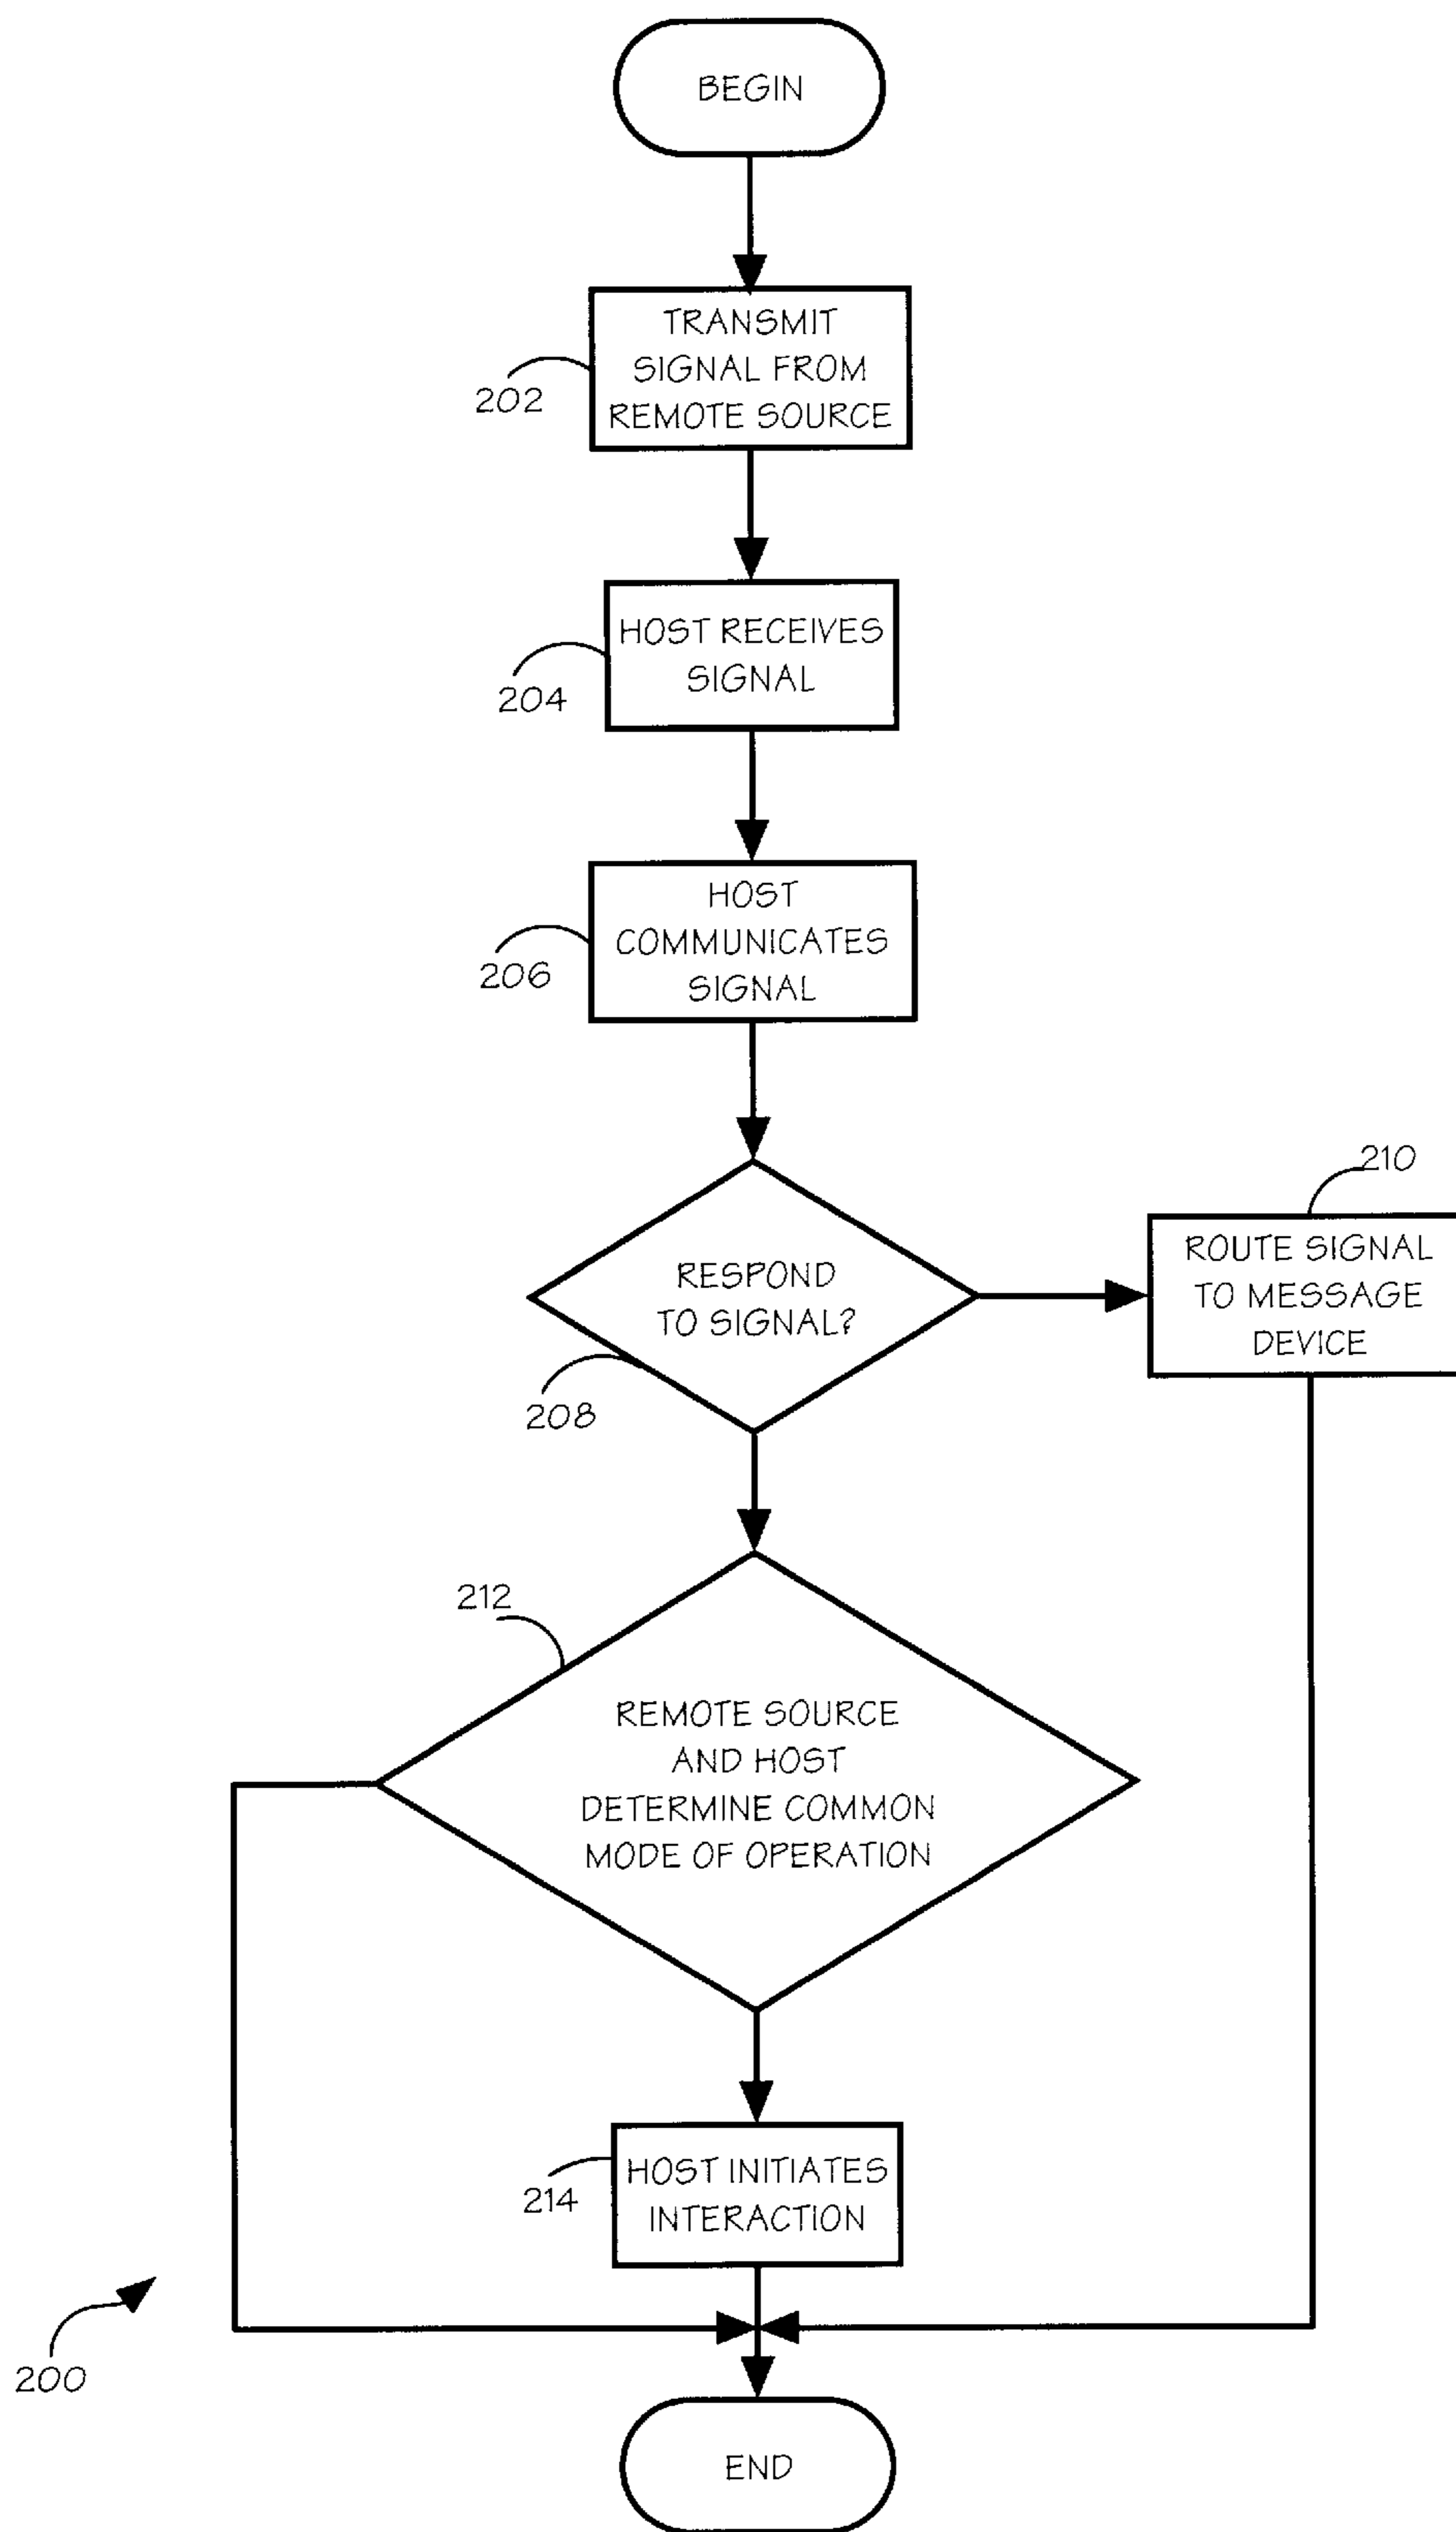 BEGIN
TRANSMIT
SIGNAL FROM
REMOTE SOURCE
202
HOST RECEIVES
SIGNAL
204
HOST
COMMUNICATES
SIGNAL
206
RESPOND
TO SIGNAL?
208
210
ROUTE SIGNAL
TO MESSAGE
DEVICE
212
REMOTE SOURCE
AND HOST
DETERMINE COMMON
MODE OF OPERATION
HOST INITIATES
INTERACTION
214
200
END